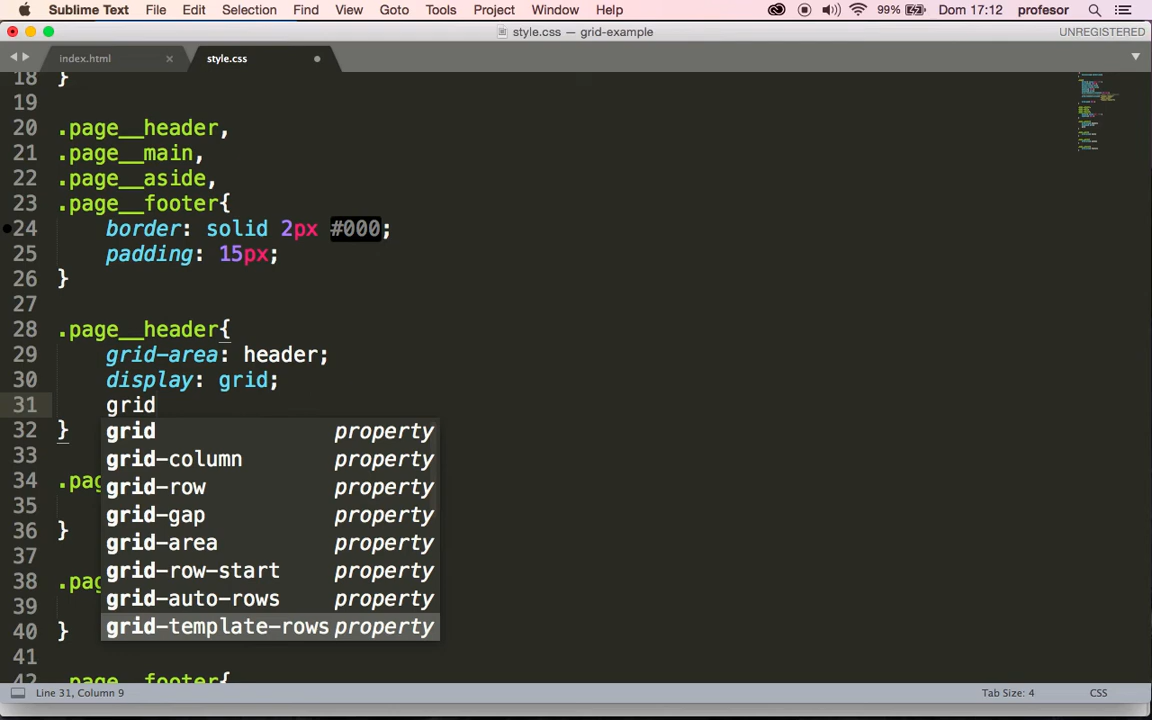 Sublime Text File Edit Selection Find View Goto Tools Project Window Help 99% Dom 17:12 profesor
style.css — grid-example UNREGISTERED
index.html × style.css
18 }
19
20 .page__header,
21 .page__main,
22 .page__aside,
23 .page__footer{
24 border: solid 2px #000;
25 padding: 15px;
26 }
27
28 .page__header{
29 grid-area: header;
30 display: grid;
31 grid
32 }
grid property
33
grid-column property
34 .pag
grid-row property
35
grid-gap property
36 }
grid-area property
37
grid-row-start property
38 .pag
grid-auto-rows property
39
grid-template-rows property
40 }
41
42 .page__footer{
Line 31, Column 9 Tab Size: 4 CSS